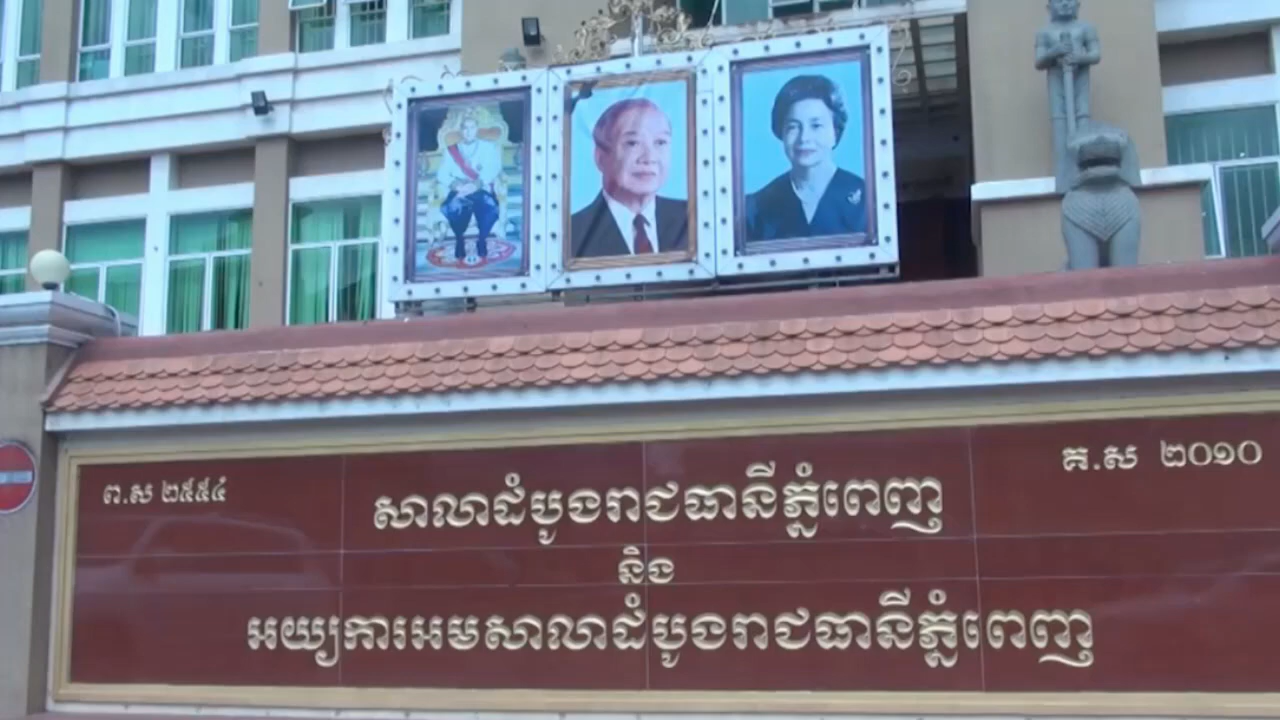 ព.ស ២៥៥៤
គ.ស ២០១០
សាលាដំបូងរាជធានីភ្នំពេញ
និង
អយ្យការអមសាលាដំបូងរាជធានីភ្នំពេញ